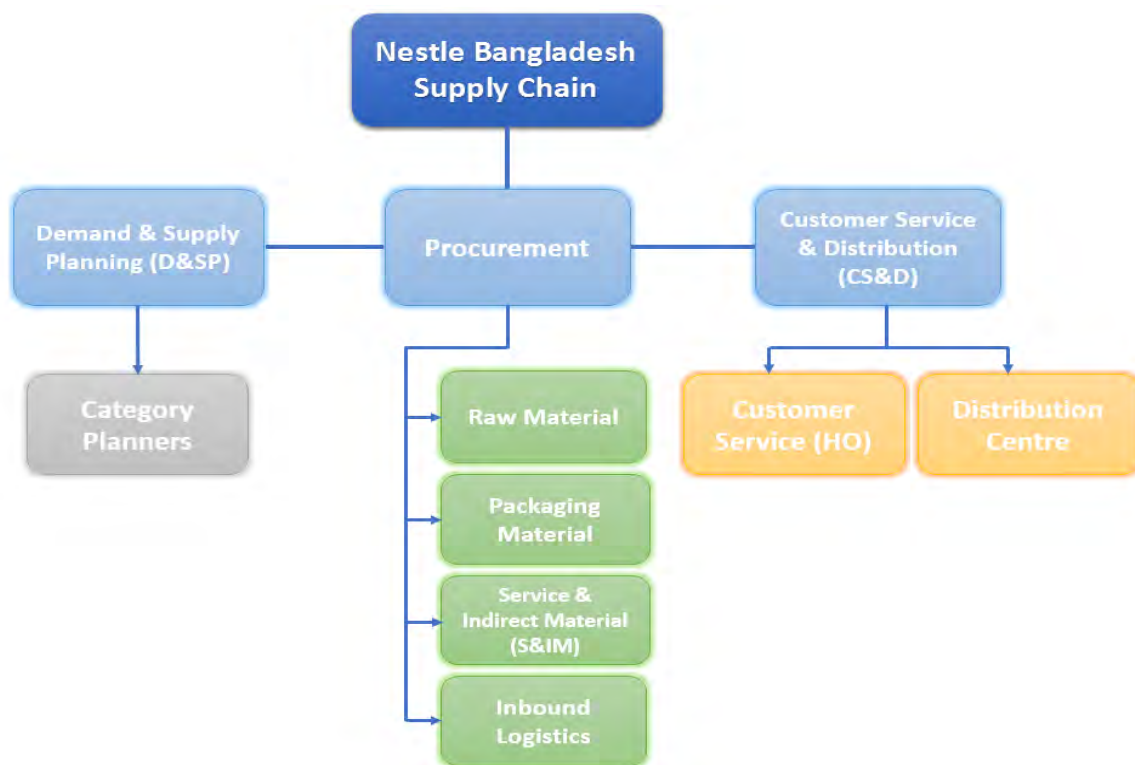 Nestle Bangladesh
Supply Chain
Demand & Supply
Planning (D&SP)
Procurement
Customer Service
& Distribution
(CS&D)
Category
Planners
Raw Material
Packaging
Material
Service &
Indirect Material
(S&IM)
Inbound
Logistics
Customer
Service (HO)
Distribution
Centre